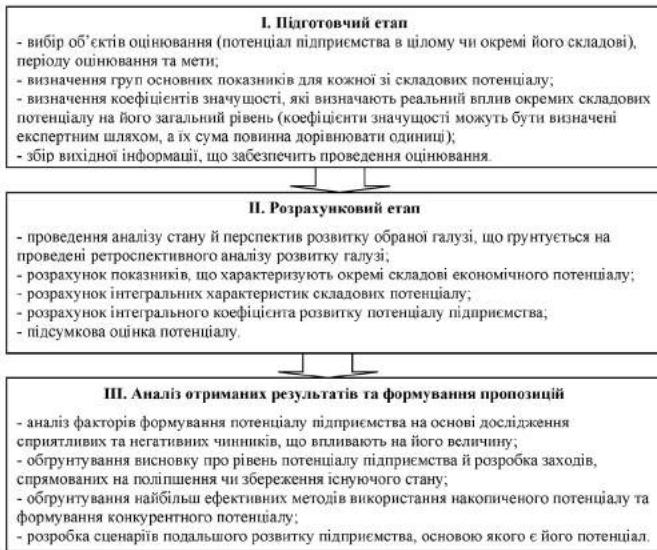 І. Підготовчий етап
- вибір об’єктів оцінювання (потенціал підприємства в цілому чи окремі його складові),
періоду оцінювання та мети;
- визначення груп основних показників для кожної зі складових потенціалу;
- визначення коефіцієнтів значущості, які визначають реальний вплив окремих складових
потенціалу на його загальний рівень (коефіцієнти значущості можуть бути визначені
експертним шляхом, а їх сума повинна дорівнювати одиниці);
- збір вихідної інформації, що забезпечить проведення оцінювання.
ІІ. Розрахунковий етап
- проведення аналізу стану й перспектив розвитку обраної галузі, що ґрунтується на
проведені ретроспективного аналізу розвитку галузі;
- розрахунок показників, що характеризують окремі складові економічного потенціалу;
- розрахунок інтегральних характеристик складових потенціалу;
- розрахунок інтегрального коефіцієнта розвитку потенціалу підприємства;
- підсумкова оцінка потенціалу.
ІІІ. Аналіз отриманих результатів та формування пропозицій
- аналіз факторів формування потенціалу підприємства на основі дослідження
сприятливих та негативних чинників, що впливають на його величину;
- обґрунтування висновку про рівень потенціалу підприємства й розробка заходів,
спрямованих на поліпшення чи збереження існуючого стану;
- обґрунтування найбільш ефективних методів використання накопиченого потенціалу та
формування конкурентного потенціалу;
- розробка сценаріїв подальшого розвитку підприємства, основою якого є його потенціал.